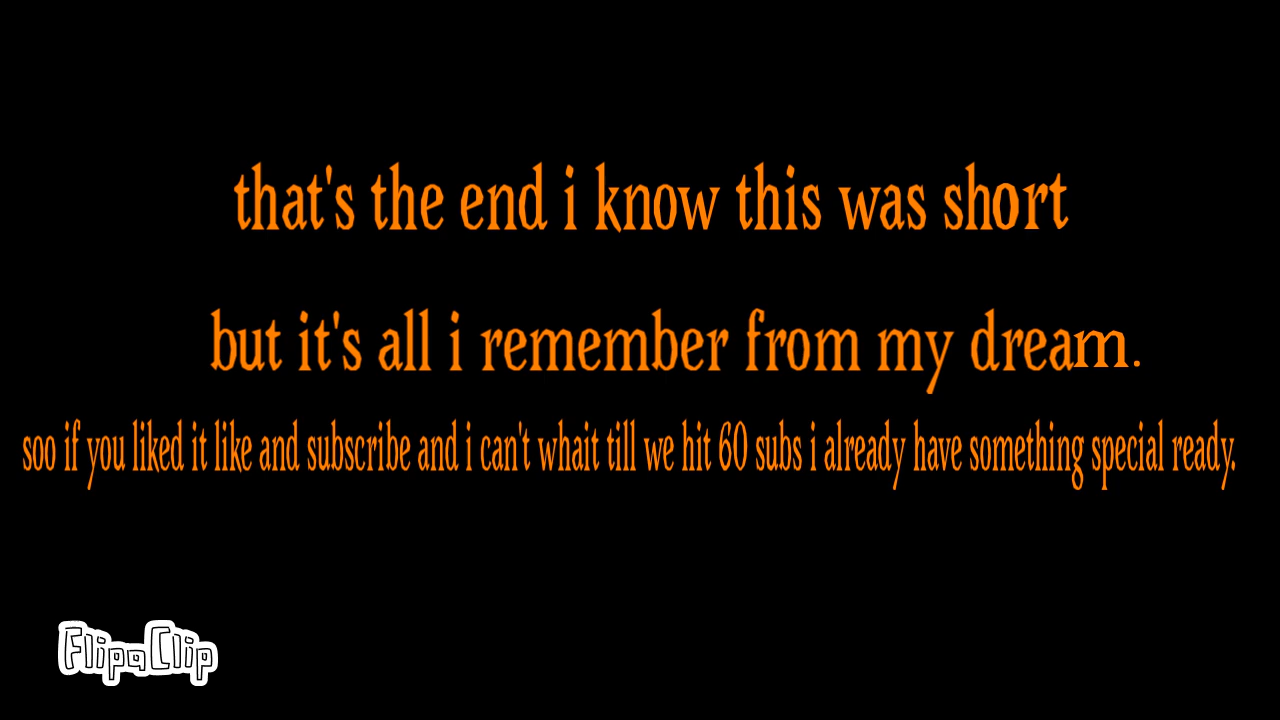 that's the end i know this was short
but it's all i remember from my dream.
soo if you liked it like and subscribe and i can't whait till we hit 60 subs i already have something special ready.
FlipaClip